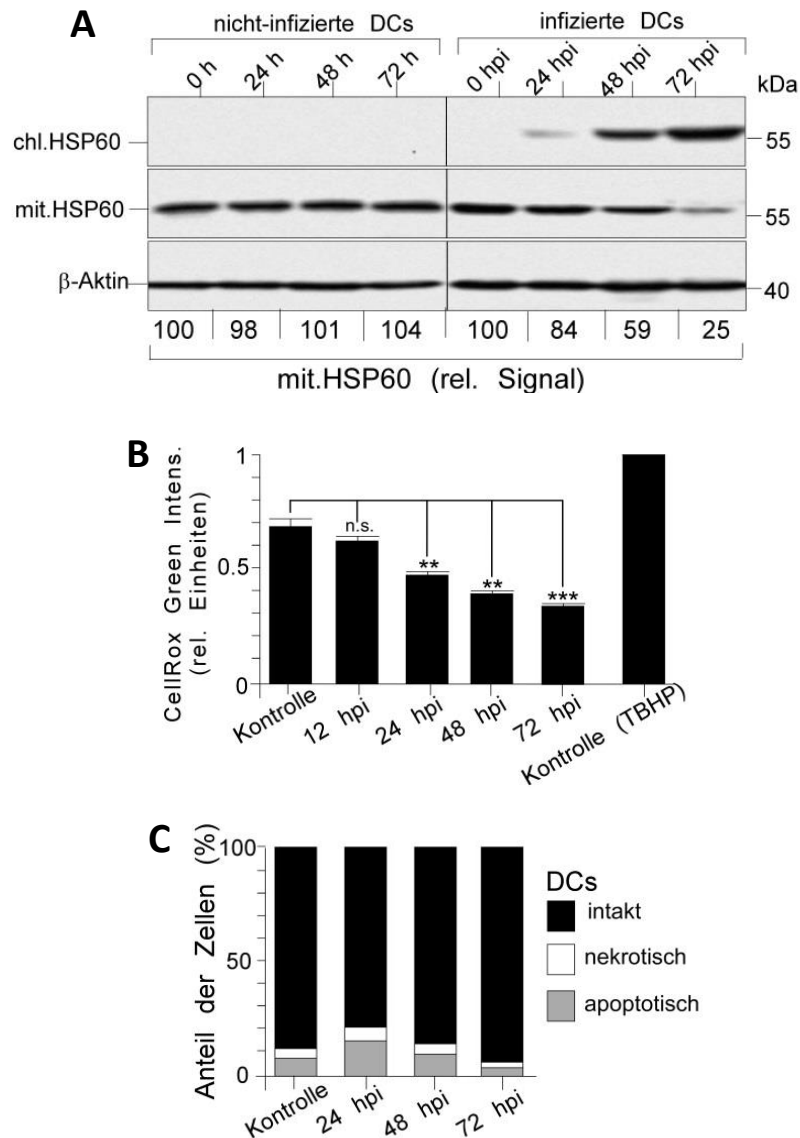 A
nicht-infizierte DCs
infizierte DCs
0 h
24 h
48 h
72 h
0 hpi
24 hpi
48 hpi
72 hpi
kDa
chl.HSP60
55
mit.HSP60
55
β-Aktin
40
100 98 101 104 100 84 59 25
mit.HSP60 (rel. Signal)
B
CellRox Green Intens.
(rel. Einheiten)
1
0.5
0
n.s.
**
**
***
Kontrolle
12 hpi
24 hpi
48 hpi
72 hpi
Kontrolle (TBHP)
C
Anteil der Zellen (%)
100
50
0
Kontrolle
24 hpi
48 hpi
72 hpi
DCs
intakt
nekrotisch
apoptotisch